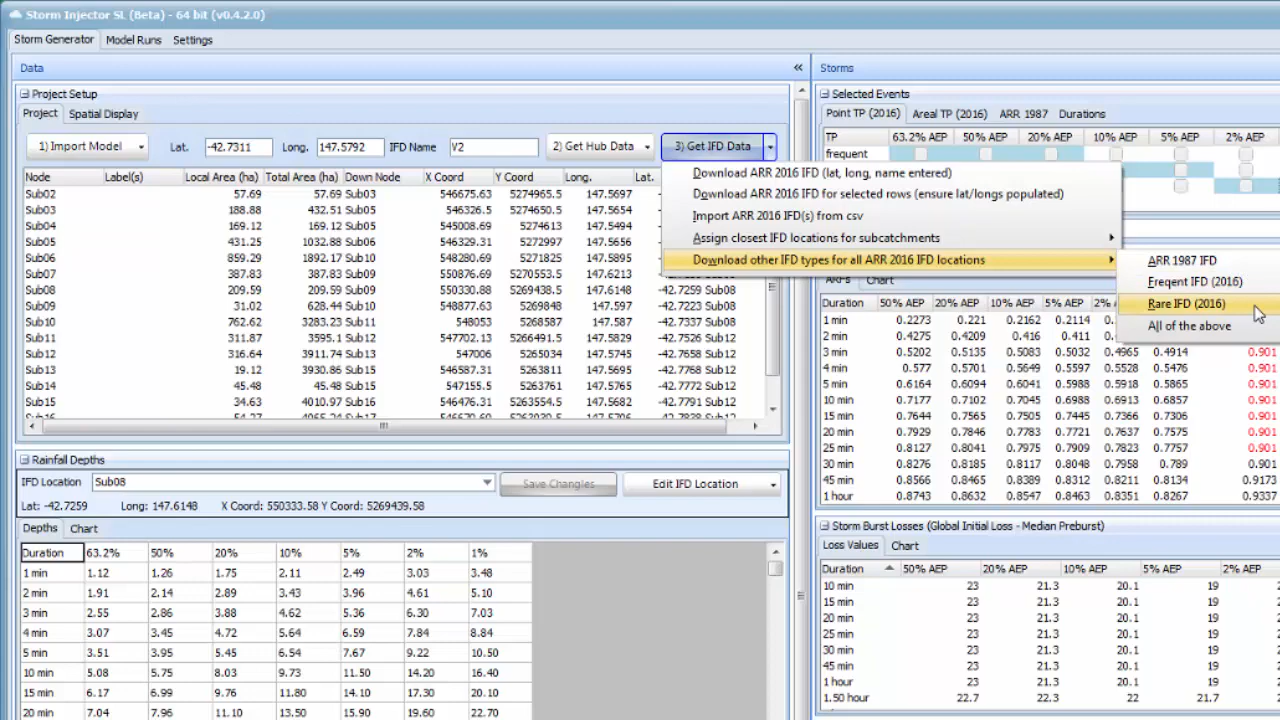 Storm Injector SL (Beta) - 64 bit (v0.4.2.0)
Storm Generator Model Runs Settings
Data «
Project Setup
Project Spatial Display
1) Import Model Lat. -42.7311 Long. 147.5792 IFD Name V2 2) Get Hub Data 3) Get IFD Data
Node Label(s) Local Area (ha) Total Area (ha) Down Node X Coord Y Coord Long. Lat.
Sub02 57.69 57.69 Sub03 546675.63 5274965.5 147.5697
Sub03 188.88 432.51 Sub05 546326.5 5273515 147.5654
Sub04 169.12 169.12 Sub05 545008.69 5274613 147.5494
Sub05 431.25 1032.88 Sub10 546329.31 5272997 147.5656
Sub06 859.29 859.29 Sub10 549088.63 5273213.5 147.5994
Sub07 387.83 387.83 Sub09 550876.69 5270553.5 147.6213
Sub08 209.59 209.59 Sub09 550330.88 5269438.5 147.6148 -42.7259 Sub08
Sub09 31.02 628.44 Sub10 548877.63 5269848 147.597 -42.7223 Sub08
Sub10 762.62 3283.23 Sub11 548053 5268587 147.587 -42.7337 Sub08
Sub11 311.87 3595.1 Sub12 547702.13 5266491.5 147.5829 -42.7526 Sub12
Sub12 316.64 3911.74 Sub13 547006 5265034 147.5745 -42.7658 Sub12
Sub13 19.12 3930.86 Sub15 546587.31 5263811 147.5695 -42.7768 Sub12
Sub14 45.48 45.48 Sub15 547155.5 5263761 147.5765 -42.7772 Sub12
Sub15 34.63 4010.97 Sub16 546476.31 5263754 147.5682 -42.7773 Sub12
Download ARR 2016 IFD (lat, long, name entered)
Download ARR 2016 IFD for selected rows (ensure lat/longs populated)
Import ARR 2016 IFD(s) from csv
Assign closest IFD locations for subcatchments
Download other IFD types for all ARR 2016 IFD locations
ARR 1987 IFD
Freqent IFD (2016)
Rare IFD (2016)
All of the above
Rainfall Depths
IFD Location Sub08 Save Changes Edit IFD Location
Lat: -42.7259 Long: 147.6148 X Coord: 550333.58 Y Coord: 5269439.58
Depths Chart
Duration 63.2% 50% 20% 10% 5% 2% 1%
1 min 1.12 1.26 1.75 2.11 2.49 3.03 3.48
2 min 1.91 2.14 2.89 3.43 3.96 4.61 5.10
3 min 2.55 2.86 3.88 4.62 5.36 6.30 7.03
4 min 3.07 3.45 4.72 5.64 6.59 7.84 8.84
5 min 3.51 3.95 5.45 6.54 7.67 9.22 10.50
10 min 5.08 5.75 8.03 9.73 11.50 14.20 16.40
15 min 6.17 6.99 9.76 11.80 14.10 17.30 20.10
20 min 7.04 7.96 11.10 13.50 15.90 19.60 22.70
Storms
Selected Events
Point TP (2016) Areal TP (2016) ARR 1987 Durations
TP 63.2% AEP 50% AEP 20% AEP 10% AEP 5% AEP 2% AEP
frequent
ARFs Chart
Duration 50% AEP 20% AEP 10% AEP 5% AEP 2%
1 min 0.2273 0.221 0.2162 0.2114
2 min 0.4275 0.4209 0.416 0.411
3 min 0.5202 0.5135 0.5083 0.5032 0.4965 0.4914 0.901
4 min 0.577 0.5701 0.5649 0.5597 0.5528 0.5476 0.901
5 min 0.6164 0.6094 0.6041 0.5988 0.5918 0.5865 0.901
10 min 0.7177 0.7102 0.7045 0.6988 0.6913 0.6857 0.901
15 min 0.7644 0.7565 0.7505 0.7445 0.7366 0.7306 0.901
20 min 0.7929 0.7846 0.7783 0.7721 0.7637 0.7575 0.901
25 min 0.8127 0.8041 0.7975 0.7909 0.7823 0.7757 0.901
30 min 0.8276 0.8185 0.8117 0.8048 0.7958 0.789 0.901
45 min 0.8566 0.8465 0.8389 0.8312 0.8211 0.8134 0.9173
1 hour 0.8743 0.8632 0.8547 0.8463 0.8351 0.8267 0.9337
Storm Burst Losses (Global Initial Loss - Median Preburst)
Loss Values Chart
Duration 50% AEP 20% AEP 10% AEP 5% AEP 2% AEP
10 min 23 21.3 20.1 19
15 min 23 21.3 20.1 19
20 min 23 21.3 20.1 19
25 min 23 21.3 20.1 19
30 min 23 21.3 20.1 19
45 min 23 21.3 20.1 19
1 hour 23 21.3 20.1 19
1.50 hour 22.7 22.3 22 21.7